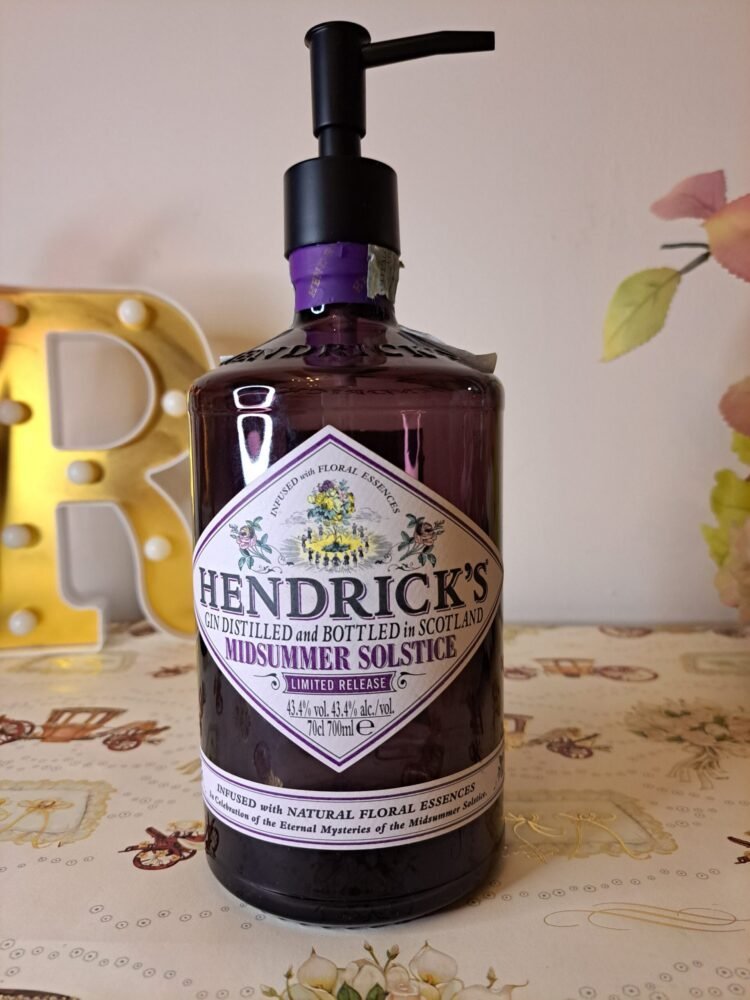 HENDRICK'S
R
INFUSED with FLORAL ESSENCES
HENDRICK'S
GIN DISTILLED and BOTTLED in SCOTLAND
MIDSUMMER SOLSTICE
LIMITED RELEASE
43.4% vol. 43.4% alc./vol.
70cl 700ml ℮
INFUSED with NATURAL FLORAL ESSENCES
In Celebration of the Eternal Mysteries of the Midsummer Solstice.